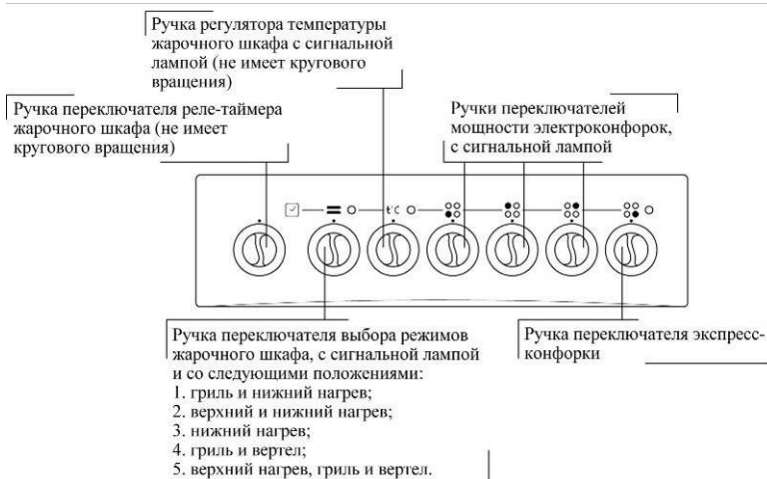 Ручка регулятора температуры
жарочного шкафа с сигнальной
лампой (не имеет кругового
вращения)
Ручка переключателя реле-таймера
жарочного шкафа (не имеет
кругового вращения)
Ручки переключателей
мощности электроконфорок,
с сигнальной лампой
t°C
Ручка переключателя выбора режимов
жарочного шкафа, с сигнальной лампой
и со следующими положениями:
1. гриль и нижний нагрев;
2. верхний и нижний нагрев;
3. нижний нагрев;
4. гриль и вертел;
5. верхний нагрев, гриль и вертел.
Ручка переключателя экспресс-
конфорки